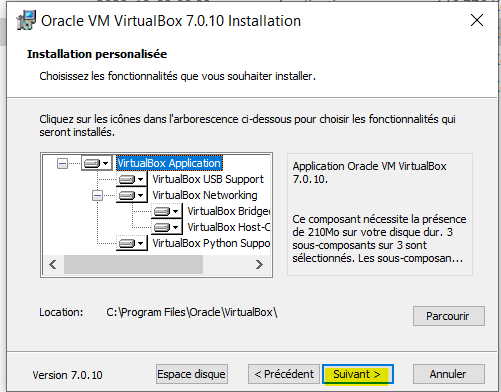 Oracle VM VirtualBox 7.0.10 Installation
Installation personalisée
Choisissez les fonctionnalités que vous souhaiter installer.
Cliquez sur les icônes dans l'arborescence ci-dessous pour choisir les fonctionnalités qui
seront installés.
VirtualBox Application
VirtualBox USB Support
VirtualBox Networking
VirtualBox Bridge
VirtualBox Host-C
VirtualBox Python Suppo
Application Oracle VM VirtualBox
7.0.10.
Ce composant nécessite la présence
de 210Mo sur votre disque dur. 3
sous-composants sur 3 sont
sélectionnés. Les sous-composan...
Location: C:\Program Files\Oracle\VirtualBox\
Parcourir
Version 7.0.10
Espace disque
< Précédent
Suivant >
Annuler